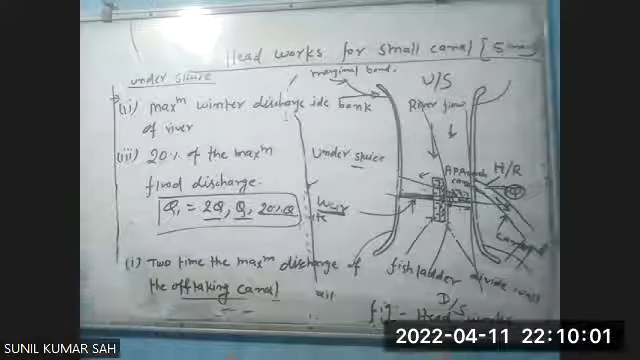 Head works for small canal [5
under sluice
marginal bund.
U/S
River flow
(ii) max^m winter discharge
bank
of river
(iii) 20% of the max^m
flood discharge.
Q₁ = 2Q, Q, 20%Q
under sluice
H/R
Q
Weir
(i) Two time the max^m discharge of
the offtaking canal
fish ladder
divide wall
D/S
fig - Head works
SUNIL KUMAR SAH
2022-04-11 22:10:01